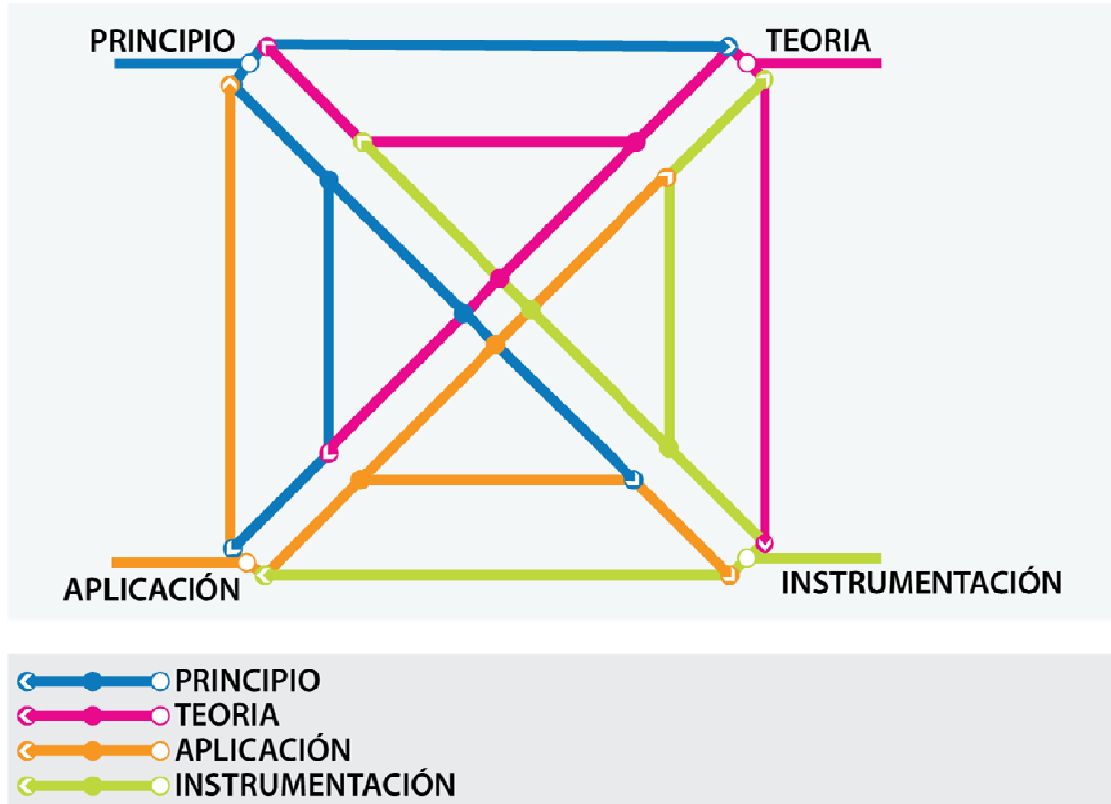 PRINCIPIO
TEORIA
APLICACIÓN
INSTRUMENTACIÓN
PRINCIPIO
TEORIA
APLICACIÓN
INSTRUMENTACIÓN